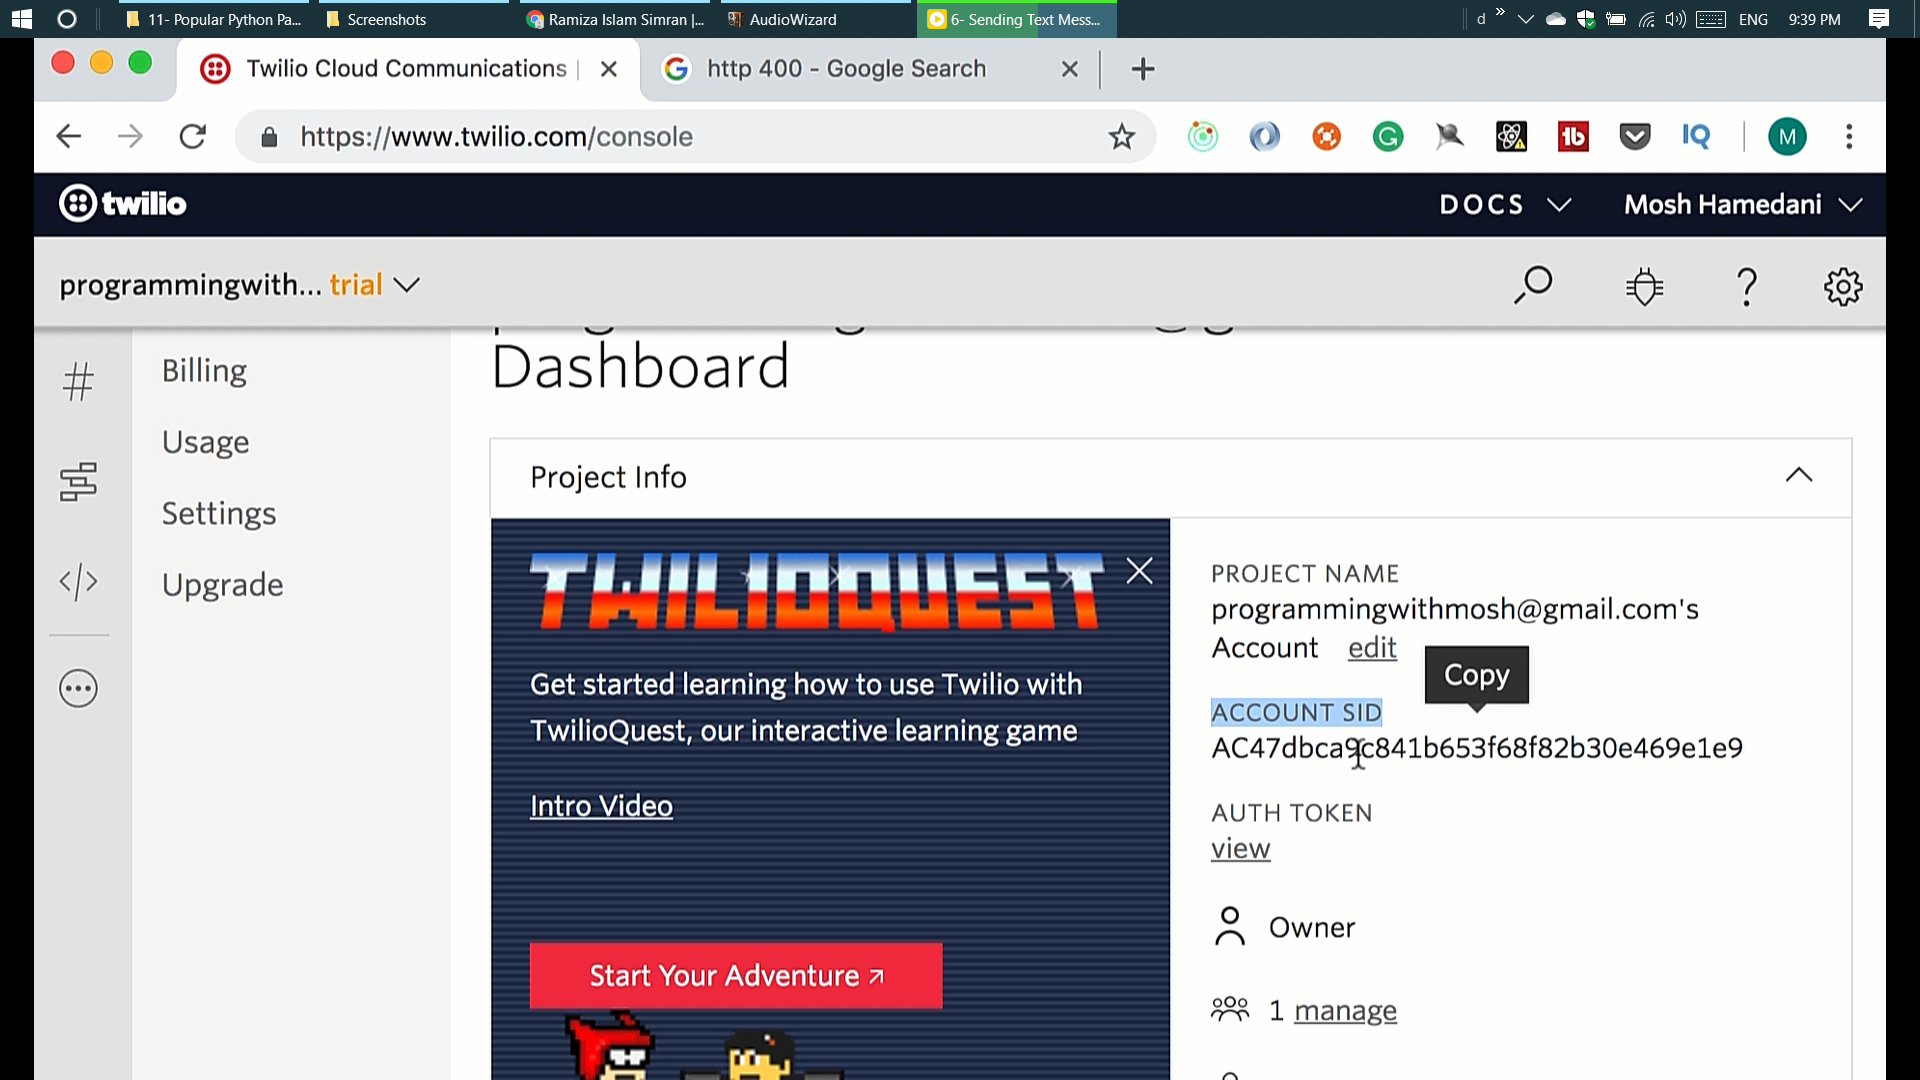 11- Popular Python Pa...
Screenshots
Ramiza Islam Simran |...
AudioWizard
6- Sending Text Mess...
d
ENG
9:39 PM
Twilio Cloud Communications |
http 400 - Google Search
https://www.twilio.com/console
IQ
M
twilio
DOCS
Mosh Hamedani
programmingwith... trial
Billing
Usage
Settings
Upgrade
Dashboard
Project Info
TWILIOQUEST
Get started learning how to use Twilio with
TwilioQuest, our interactive learning game
Intro Video
Start Your Adventure
PROJECT NAME
programmingwithmosh@gmail.com's
Account edit
Copy
ACCOUNT SID
AC47dbca9c841b653f68f82b30e469e1e9
AUTH TOKEN
view
Owner
1 manage